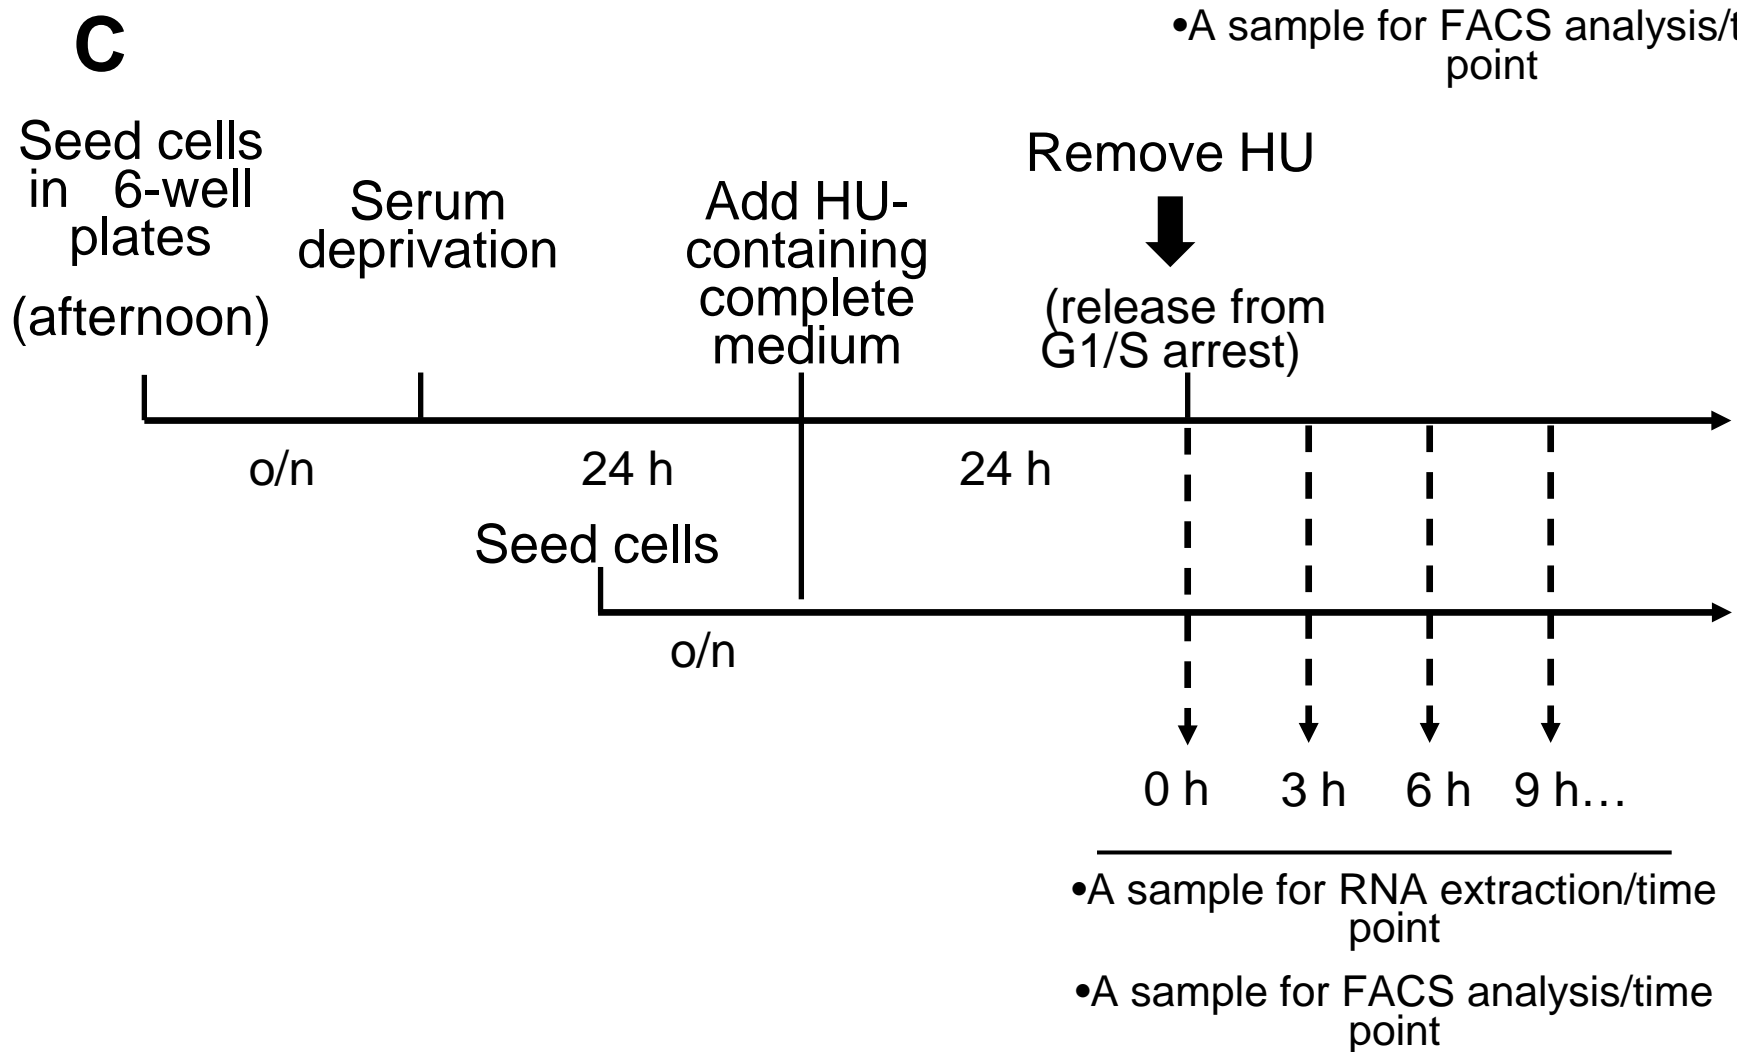 C
•A sample for FACS analysis/t
point
Seed cells
in 6-well
plates
(afternoon)
Serum
deprivation
Add HU-
containing
complete
medium
Remove HU
(release from
G1/S arrest)
o/n
24 h
24 h
Seed cells
o/n
0 h
3 h
6 h
9 h…
•A sample for RNA extraction/time
point
•A sample for FACS analysis/time
point